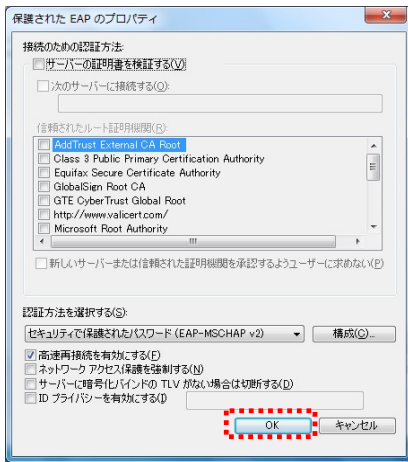 保護された EAP のプロパティ
接続のための認証方法:
サーバーの証明書を検証する(V)
次のサーバーに接続する(O):
信頼されたルート証明機関(R):
AddTrust External CA Root
Class 3 Public Primary Certification Authority
Equifax Secure Certificate Authority
GlobalSign Root CA
GTE CyberTrust Global Root
http://www.valicert.com/
Microsoft Root Authority
新しいサーバーまたは信頼された証明機関を承認するようユーザーに求めない(P)
認証方法を選択する(S):
セキュリティで保護されたパスワード (EAP-MSCHAP v2)
構成(C)...
高速再接続を有効にする(F)
ネットワーク アクセス保護を強制する(N)
サーバーに暗号化バインドの TLV がない場合は切断する(D)
ID プライバシーを有効にする(I)
OK
キャンセル